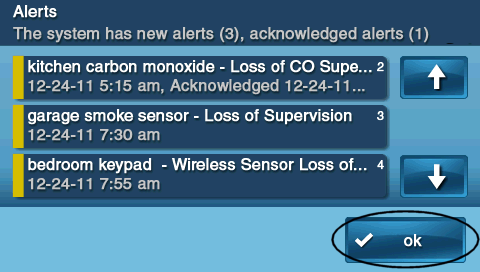 Alerts
The system has new alerts (3), acknowledged alerts (1)
kitchen carbon monoxide - Loss of CO Supe... 2
12-24-11 5:15 am, Acknowledged 12-24-11...
garage smoke sensor - Loss of Supervision 3
12-24-11 7:30 am
bedroom keypad - Wireless Sensor Loss of... 4
12-24-11 7:55 am
ok